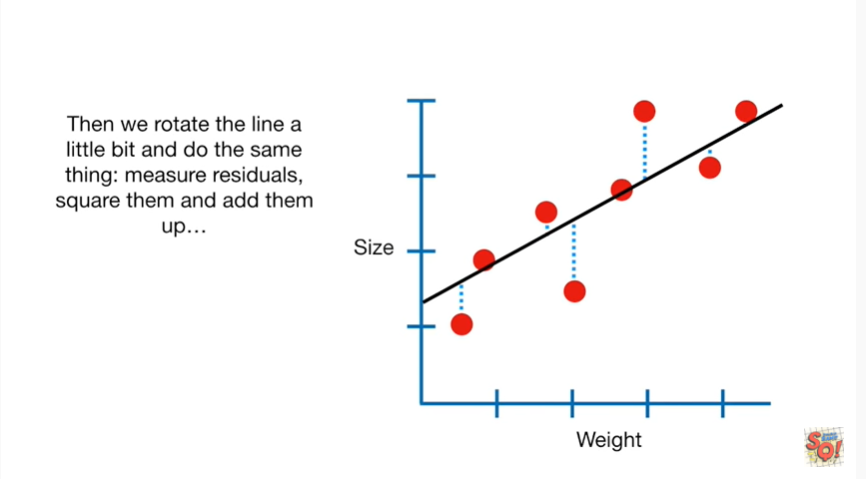 Then we rotate the line a
little bit and do the same
thing: measure residuals,
square them and add them
up...
Size
Weight
SQ!